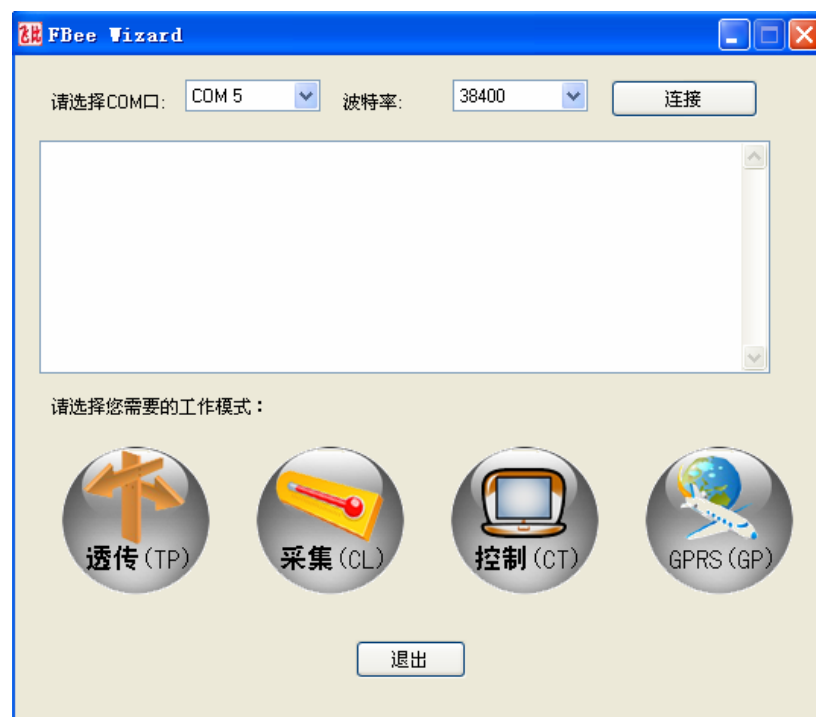 飞比 FBee Wizard
请选择COM口: COM 5 波特率: 38400 连接
请选择您需要的工作模式：
透传(TP) 采集(CL) 控制(CT) GPRS(GP)
退出